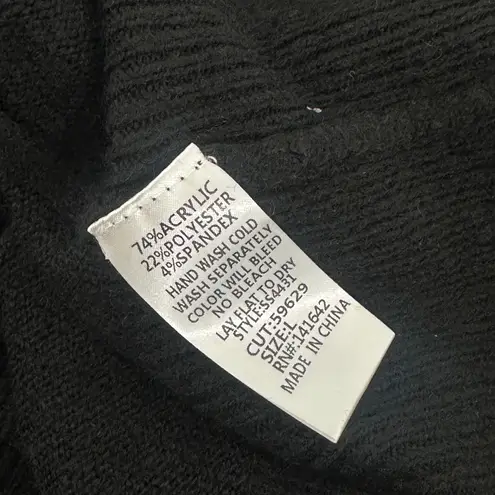 74%ACRYLIC
22%POLYESTER
4%SPANDEX
HAND WASH COLD
WASH SEPARATELY
COLOR WILL BLEED
NO BLEACH
LAY FLAT TO DRY
STYLE:SS4431
CUT:59629
SIZE:L
RN#:141642
MADE IN CHINA